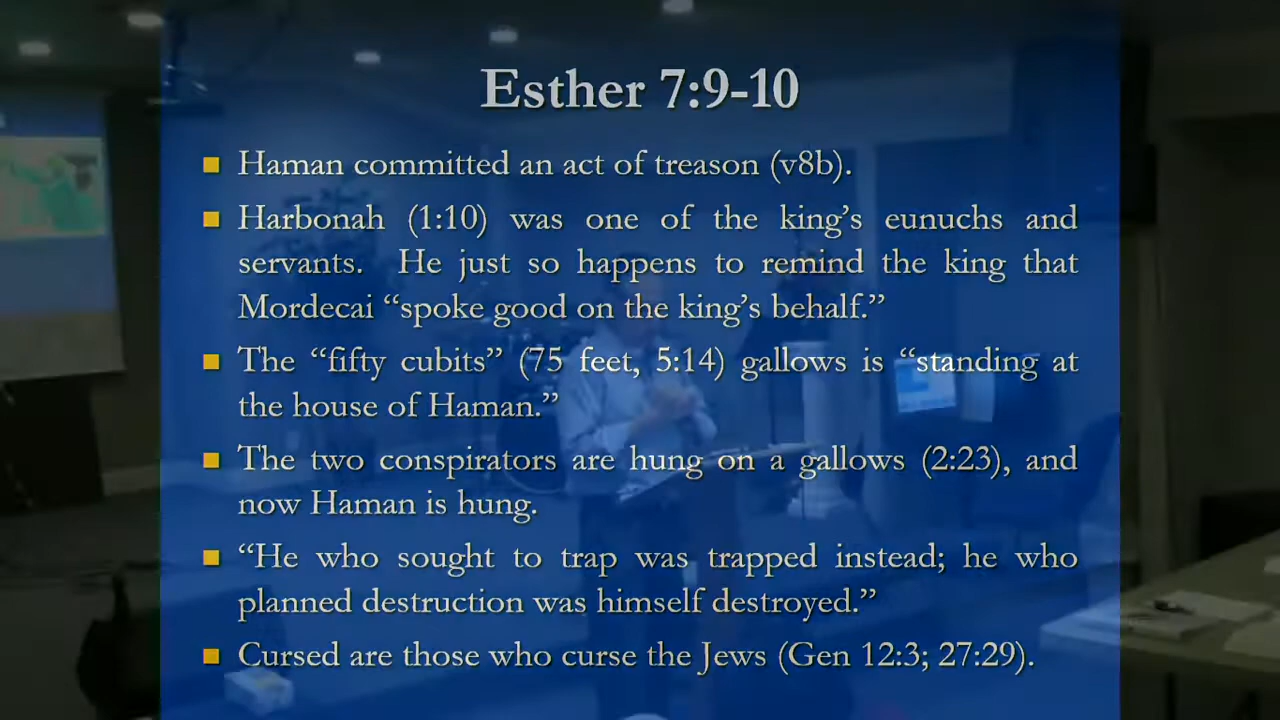 Esther 7:9-10
Haman committed an act of treason (v8b).
Harbonah (1:10) was one of the king’s eunuchs and
servants. He just so happens to remind the king that
Mordecai “spoke good on the king’s behalf.”
The “fifty cubits” (75 feet, 5:14) gallows is “standing at
the house of Haman.”
The two conspirators are hung on a gallows (2:23), and
now Haman is hung.
“He who sought to trap was trapped instead; he who
planned destruction was himself destroyed.”
Cursed are those who curse the Jews (Gen 12:3; 27:29).